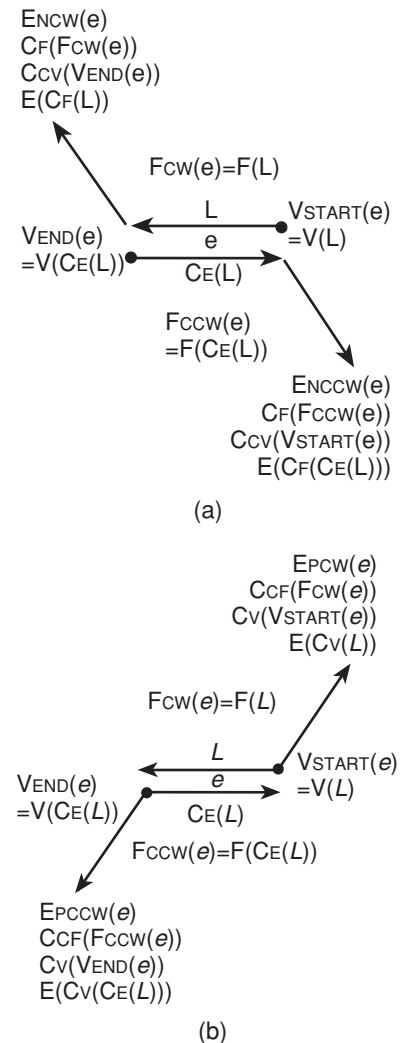 ENCW(e)
CF(FCW(e))
CCV(VEND(e))
E(CF(L))
FCW(e)=F(L)
L
VSTART(e)
=V(L)
VEND(e)
=V(CE(L))
e
CE(L)
FCCW(e)
=F(CE(L))
ENCCW(e)
CF(FCCW(e))
CCV(VSTART(e))
E(CF(CE(L)))
(a)
EPCW(e)
CCF(FCW(e))
CV(VSTART(e))
E(CV(L))
FCW(e)=F(L)
L
VSTART(e)
=V(L)
VEND(e)
=V(CE(L))
e
CE(L)
FCCW(e)=F(CE(L))
EPCCW(e)
CCF(FCCW(e))
CV(VEND(e))
E(CV(CE(L)))
(b)